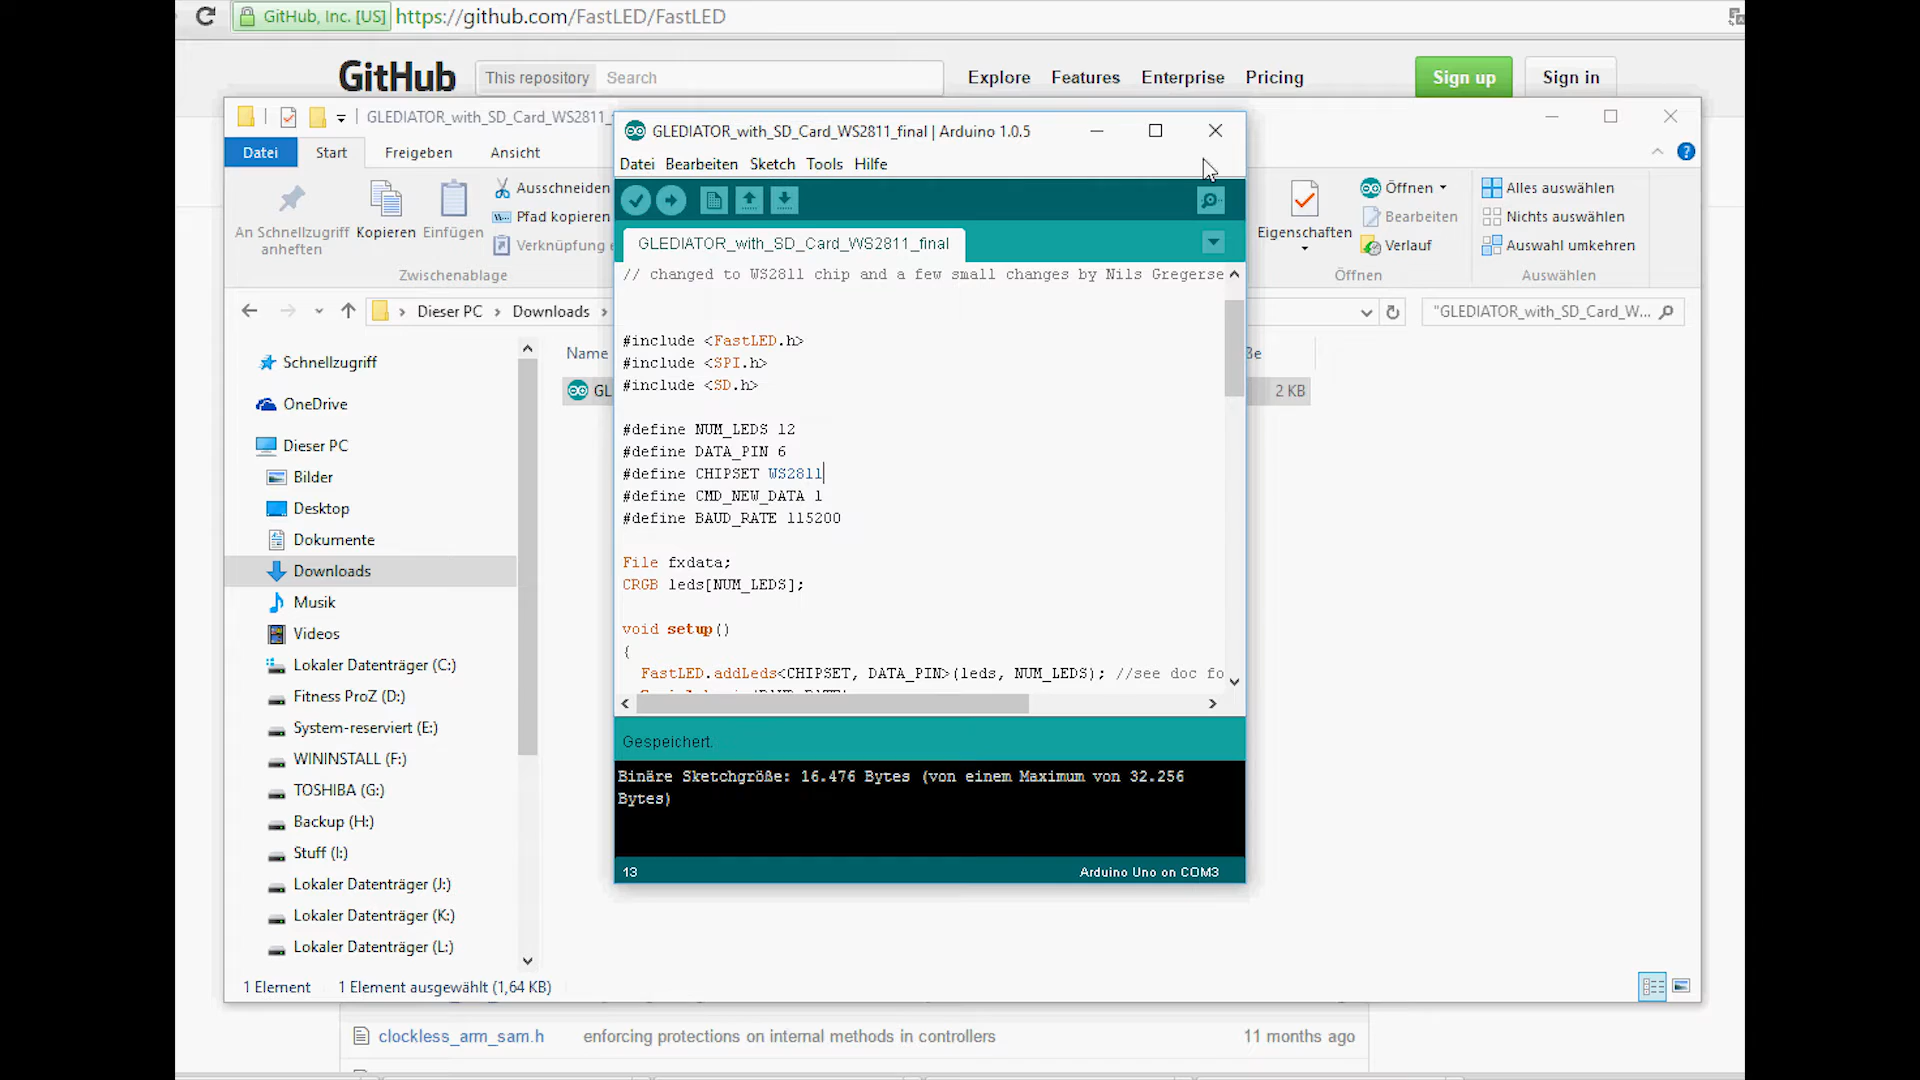 GitHub, Inc. [US] https://github.com/FastLED/FastLED
GitHub This repository Search Explore Features Enterprise Pricing Sign up Sign in
GLEDIATOR_with_SD_Card_WS2811_
Datei Start Freigeben Ansicht
An Schnellzugriff anheften
Kopieren
Einfügen
Ausschneiden
Pfad kopieren
Verknüpfung
Zwischenablage
Eigenschaften
Öffnen
Bearbeiten
Verlauf
Öffnen
Alles auswählen
Nichts auswählen
Auswahl umkehren
Auswählen
Dieser PC > Downloads >
"GLEDIATOR_with_SD_Card_W...
Name
ße
GL
2 KB
Schnellzugriff
OneDrive
Dieser PC
Bilder
Desktop
Dokumente
Downloads
Musik
Videos
Lokaler Datenträger (C:)
Fitness ProZ (D:)
System-reserviert (E:)
WININSTALL (F:)
TOSHIBA (G:)
Backup (H:)
Stuff (I:)
Lokaler Datenträger (J:)
Lokaler Datenträger (K:)
Lokaler Datenträger (L:)
1 Element 1 Element ausgewählt (1,64 KB)
GLEDIATOR_with_SD_Card_WS2811_final | Arduino 1.0.5
Datei Bearbeiten Sketch Tools Hilfe
GLEDIATOR_with_SD_Card_WS2811_final
// changed to WS2811 chip and a few small changes by Nils Gregerse
#include <FastLED.h>
#include <SPI.h>
#include <SD.h>
#define NUM_LEDS 12
#define DATA_PIN 6
#define CHIPSET WS2811
#define CMD_NEW_DATA 1
#define BAUD_RATE 115200
File fxdata;
CRGB leds[NUM_LEDS];
void setup()
{
FastLED.addLeds<CHIPSET, DATA_PIN>(leds, NUM_LEDS); //see doc fo
Gespeichert.
Binäre Sketchgröße: 16.476 Bytes (von einem Maximum von 32.256
Bytes)
13 Arduino Uno on COM3
clockless_arm_sam.h enforcing protections on internal methods in controllers 11 months ago